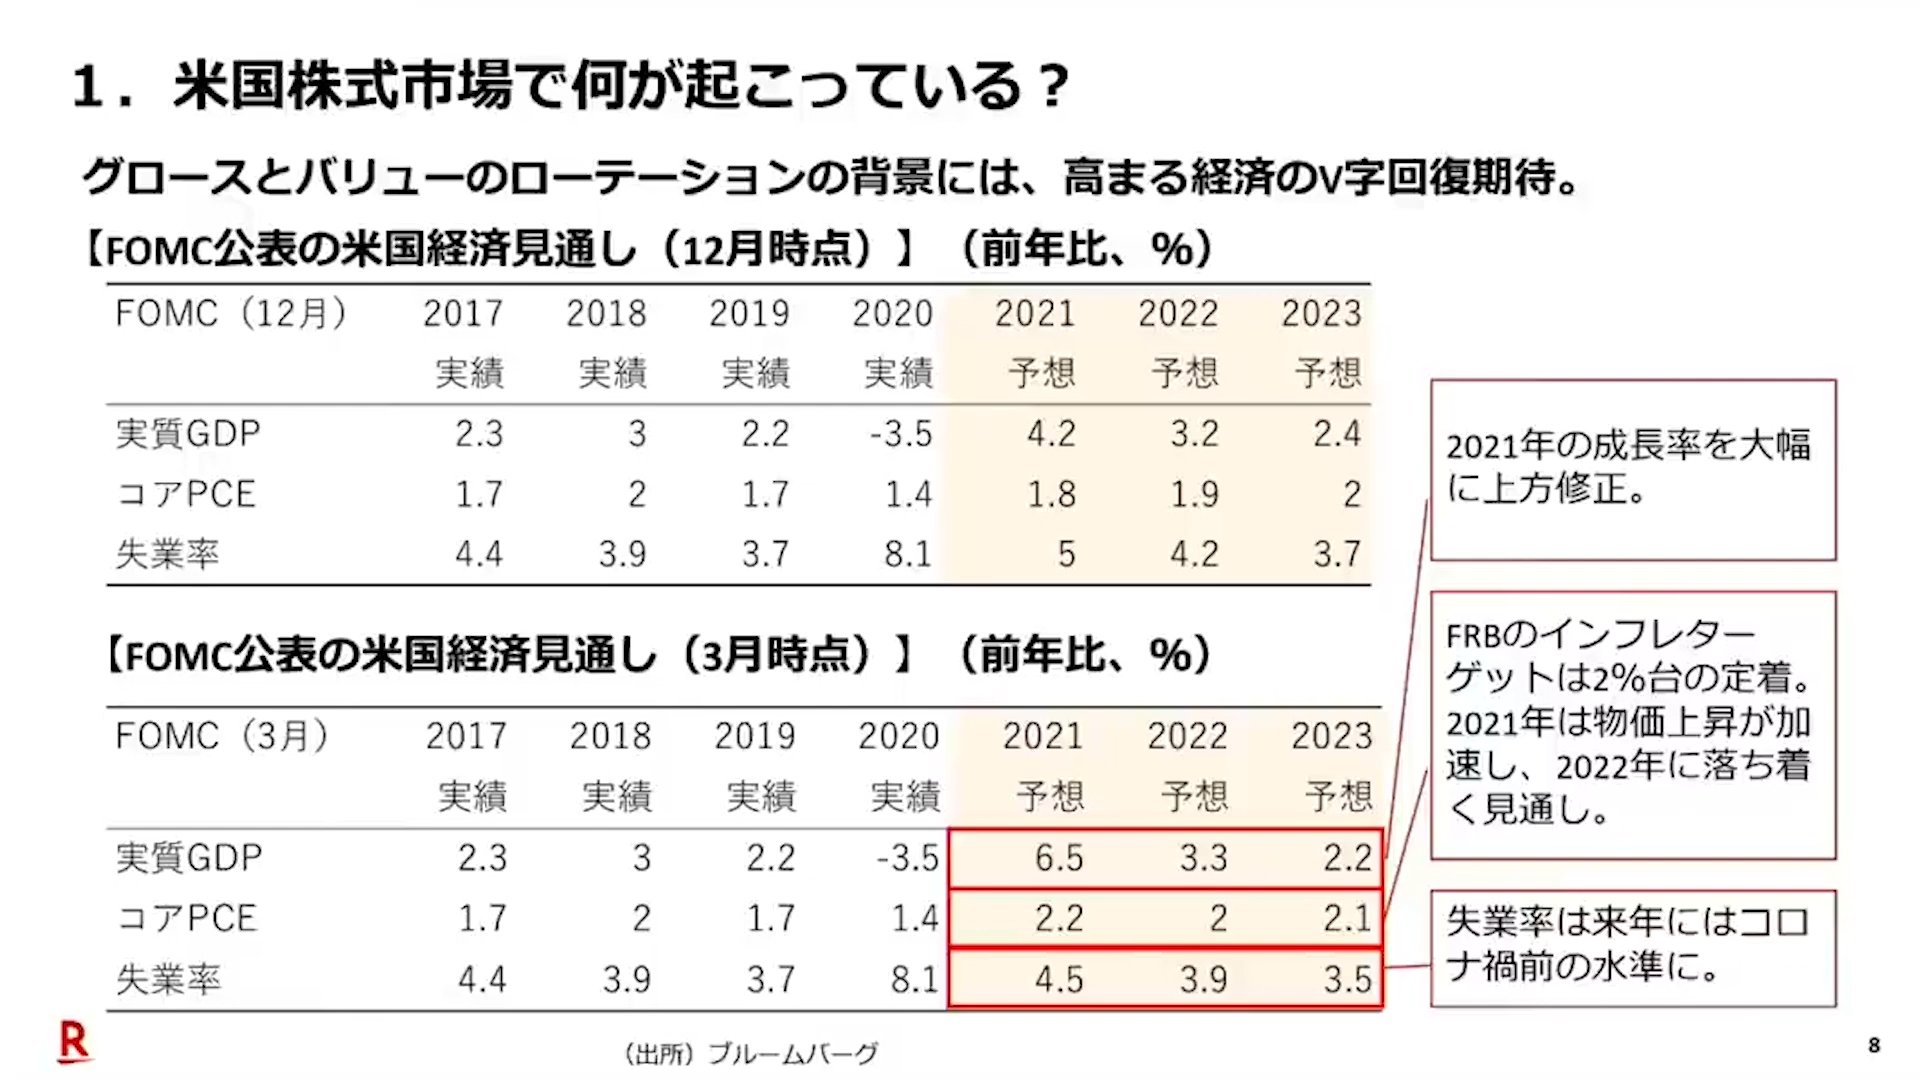 1．米国株式市場で何が起こっている？
グロースとバリューのローテーションの背景には、高まる経済のV字回復期待。
【FOMC公表の米国経済見通し（12月時点）】（前年比、%）
FOMC（12月） 2017 2018 2019 2020 2021 2022 2023
実績 実績 実績 実績 予想 予想 予想
実質GDP 2.3 3 2.2 -3.5 4.2 3.2 2.4
コアPCE 1.7 2 1.7 1.4 1.8 1.9 2
失業率 4.4 3.9 3.7 8.1 5 4.2 3.7
2021年の成長率を大幅
に上方修正。
【FOMC公表の米国経済見通し（3月時点）】（前年比、%）
FOMC（3月） 2017 2018 2019 2020 2021 2022 2023
実績 実績 実績 実績 予想 予想 予想
実質GDP 2.3 3 2.2 -3.5 6.5 3.3 2.2
コアPCE 1.7 2 1.7 1.4 2.2 2 2.1
失業率 4.4 3.9 3.7 8.1 4.5 3.9 3.5
FRBのインフレター
ゲットは2%台の定着。
2021年は物価上昇が加
速し、2022年に落ち着
く見通し。
失業率は来年にはコロ
ナ禍前の水準に。
R
（出所）ブルームバーグ
8